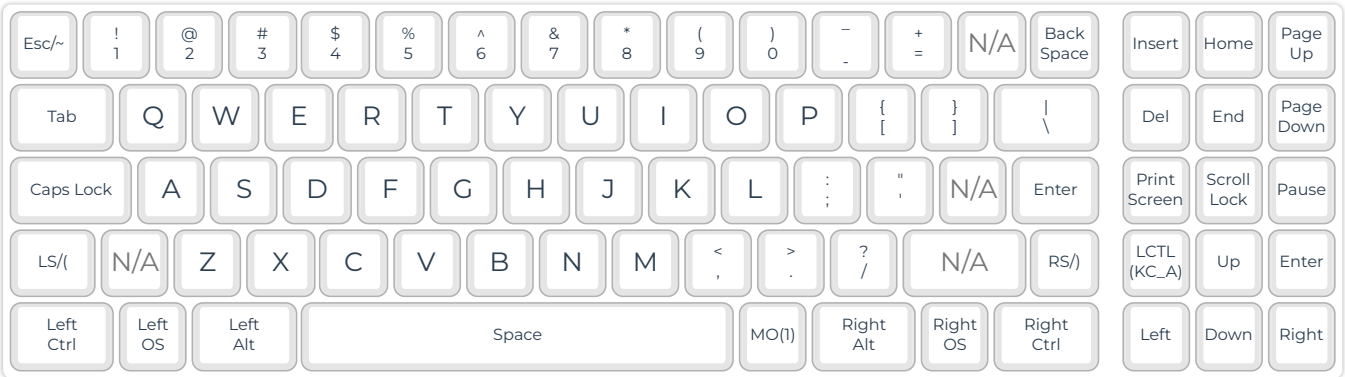 Esc/~ ! 1 @ 2 # 3 $ 4 % 5 ^ 6 & 7 * 8 ( 9 ) 0 _ - + = N/A Back Space Insert Home Page Up
Tab Q W E R T Y U I O P { [ } ] | \ Del End Page Down
Caps Lock A S D F G H J K L : ; " ' N/A Enter Print Screen Scroll Lock Pause
LS/( N/A Z X C V B N M < , > . ? / N/A RS/) LCTL (KC_A) Up Enter
Left Ctrl Left OS Left Alt Space MO(1) Right Alt Right OS Right Ctrl Left Down Right